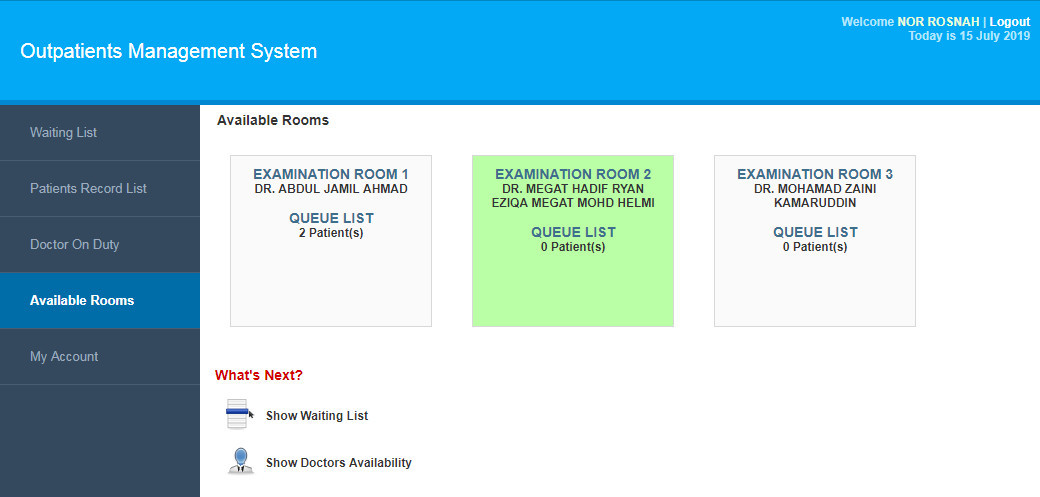 Welcome NOR ROSNAH | Logout
Today is 15 July 2019
Outpatients Management System
Waiting List
Patients Record List
Doctor On Duty
Available Rooms
My Account
Available Rooms
EXAMINATION ROOM 1
DR. ABDUL JAMIL AHMAD
QUEUE LIST
2 Patient(s)
EXAMINATION ROOM 2
DR. MEGAT HADIF RYAN
EZIQA MEGAT MOHD HELMI
QUEUE LIST
0 Patient(s)
EXAMINATION ROOM 3
DR. MOHAMAD ZAINI
KAMARUDDIN
QUEUE LIST
0 Patient(s)
What's Next?
Show Waiting List
Show Doctors Availability